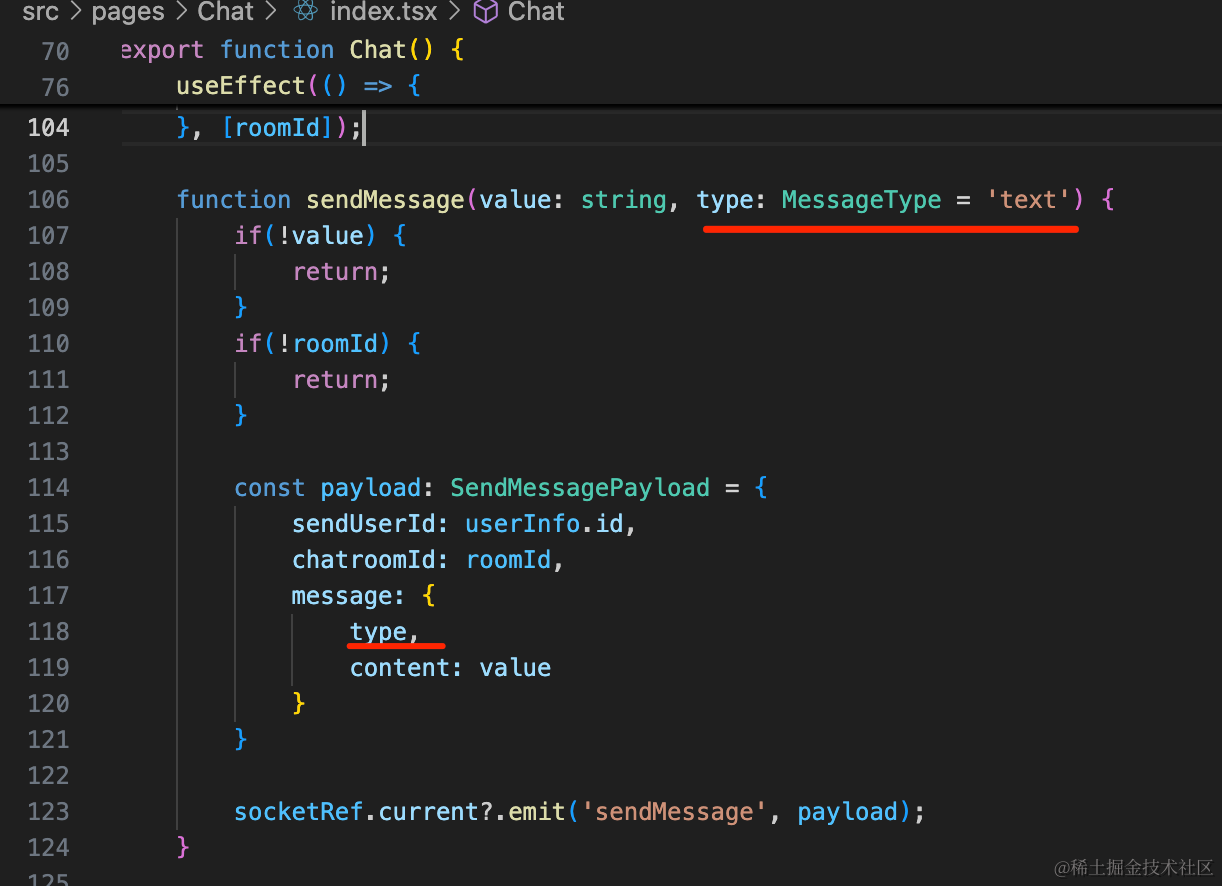 src > pages > Chat > index.tsx > Chat
70 export function Chat() {
76     useEffect(() => {
104     }, [roomId]);
105
106     function sendMessage(value: string, type: MessageType = 'text') {
107         if(!value) {
108             return;
109         }
110         if(!roomId) {
111             return;
112         }
113
114         const payload: SendMessagePayload = {
115             sendUserId: userInfo.id,
116             chatroomId: roomId,
117             message: {
118                 type,
119                 content: value
120             }
121         }
122
123         socketRef.current?.emit('sendMessage', payload);
124     }
125
@稀土掘金技术社区